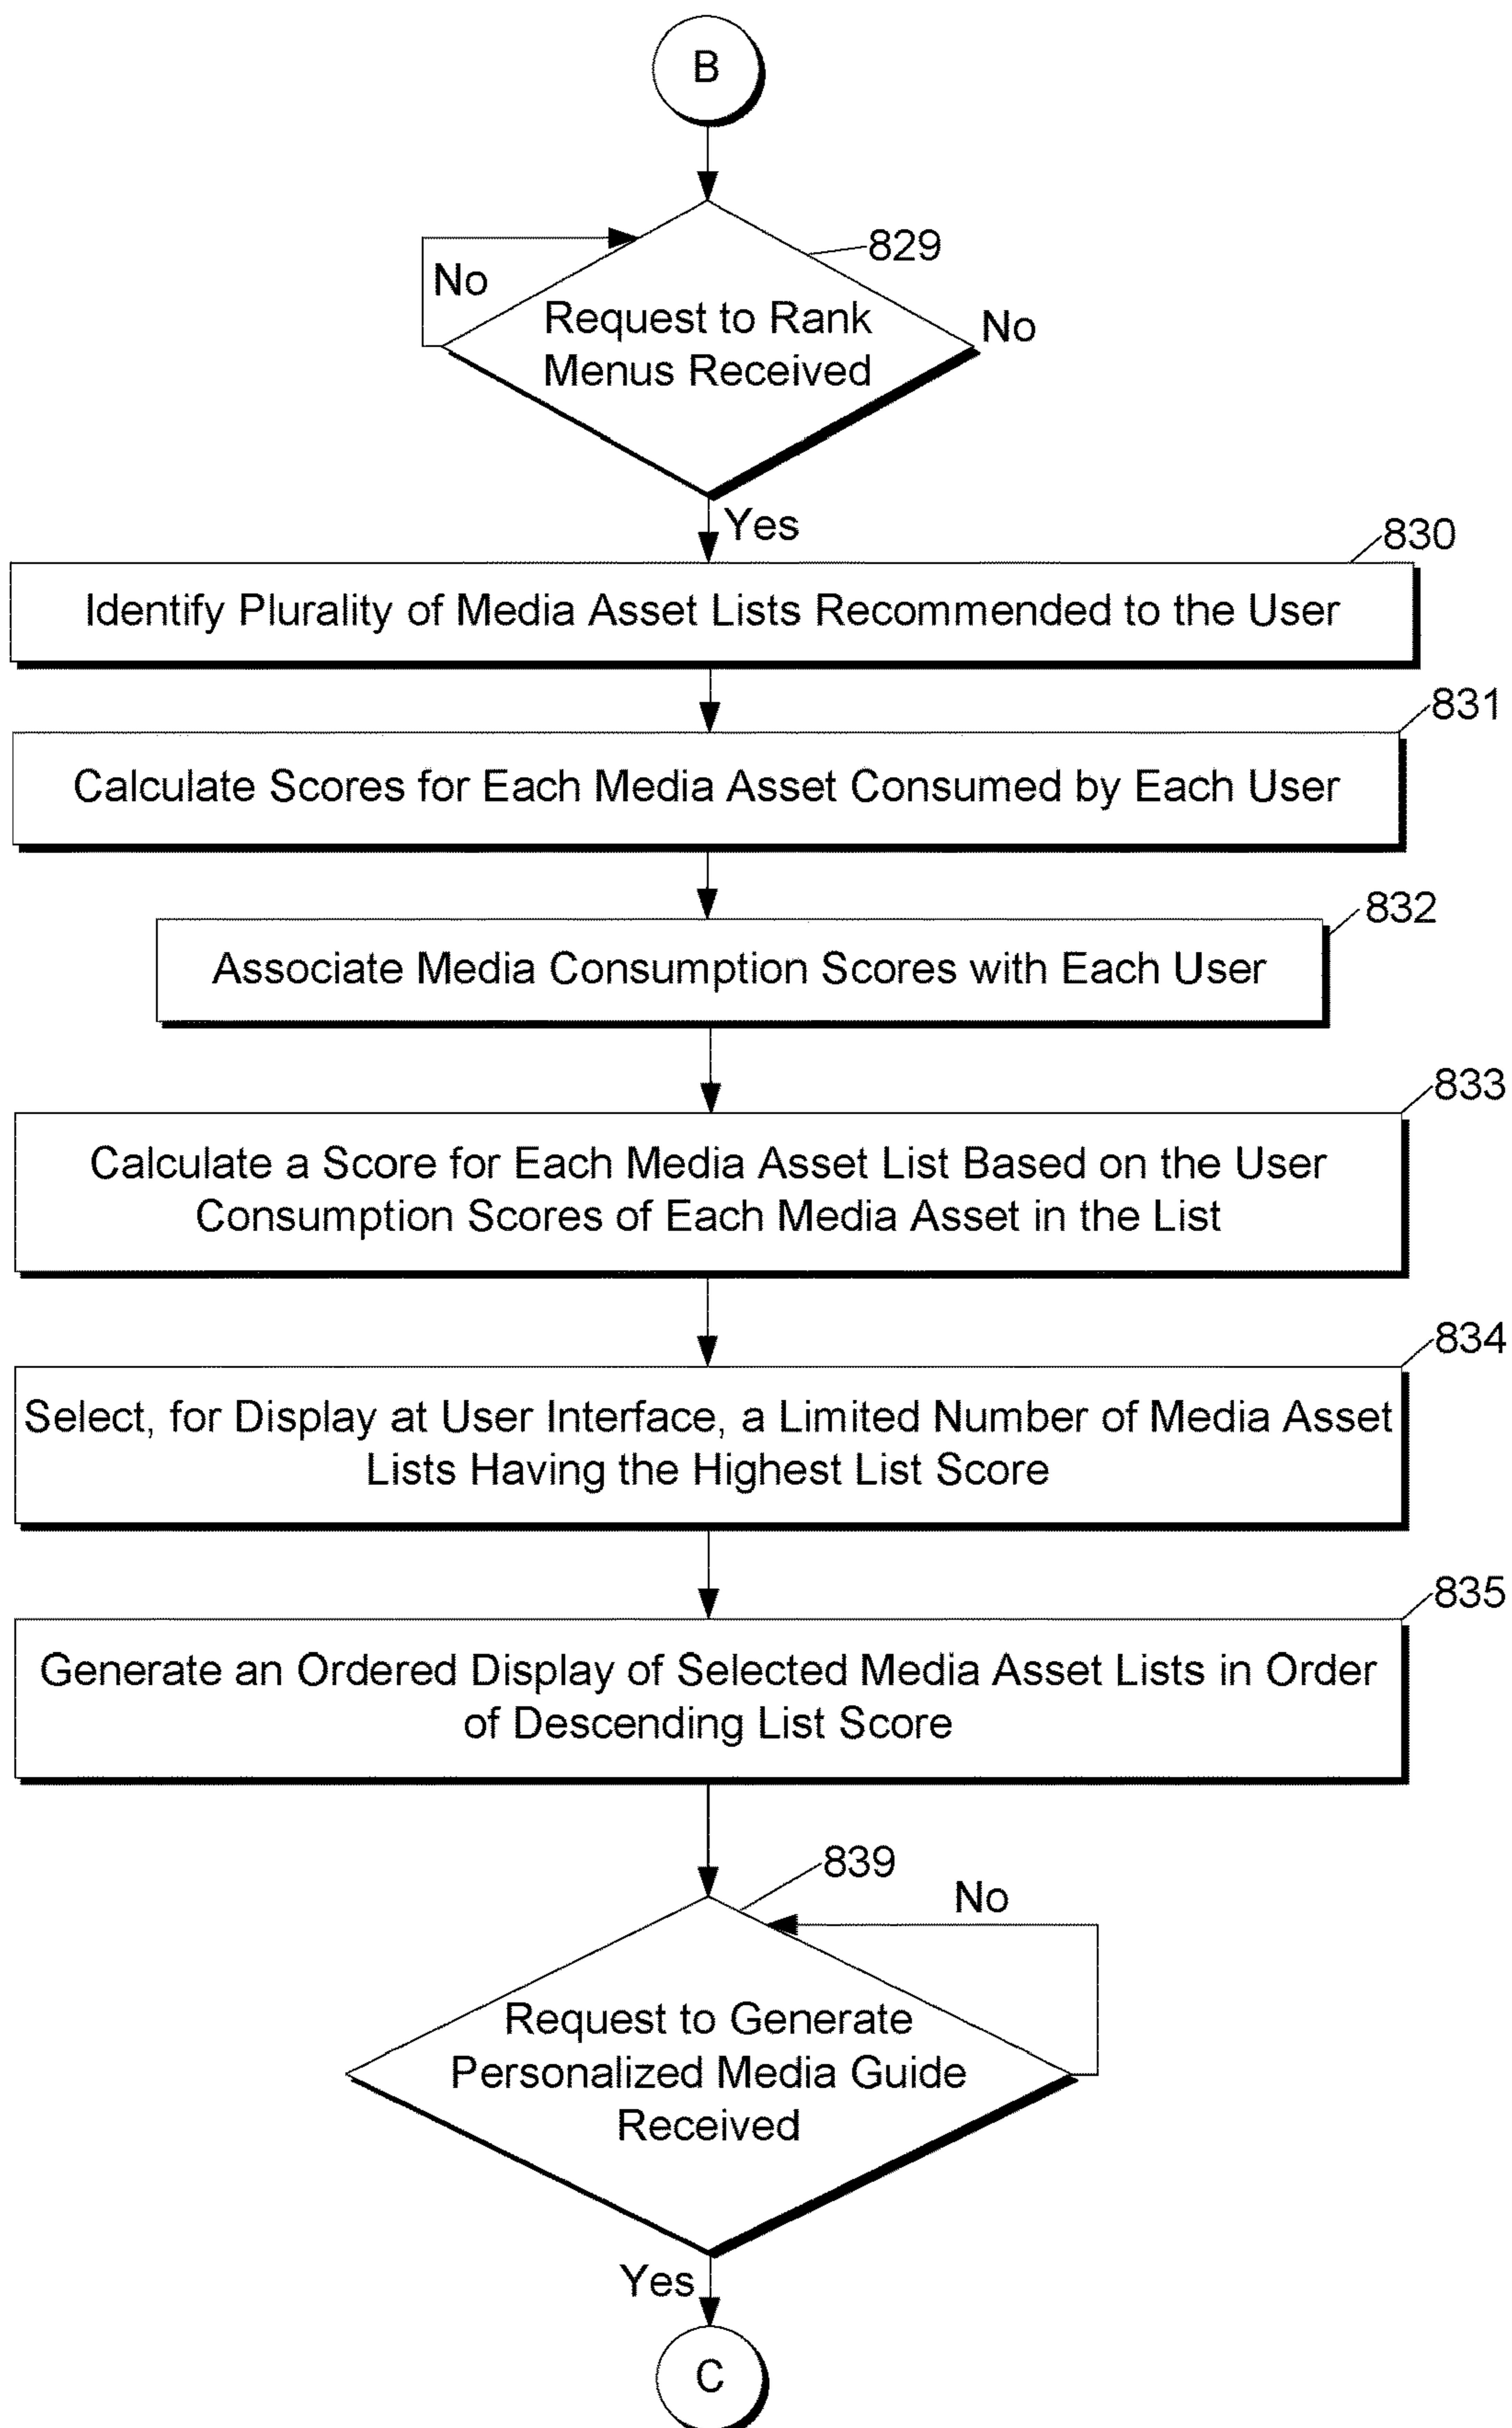 B
829
No
Request to Rank
Menus Received
No
Yes
830
Identify Plurality of Media Asset Lists Recommended to the User
831
Calculate Scores for Each Media Asset Consumed by Each User
832
Associate Media Consumption Scores with Each User
833
Calculate a Score for Each Media Asset List Based on the User
Consumption Scores of Each Media Asset in the List
834
Select, for Display at User Interface, a Limited Number of Media Asset
Lists Having the Highest List Score
835
Generate an Ordered Display of Selected Media Asset Lists in Order
of Descending List Score
839
No
Request to Generate
Personalized Media Guide
Received
Yes
C